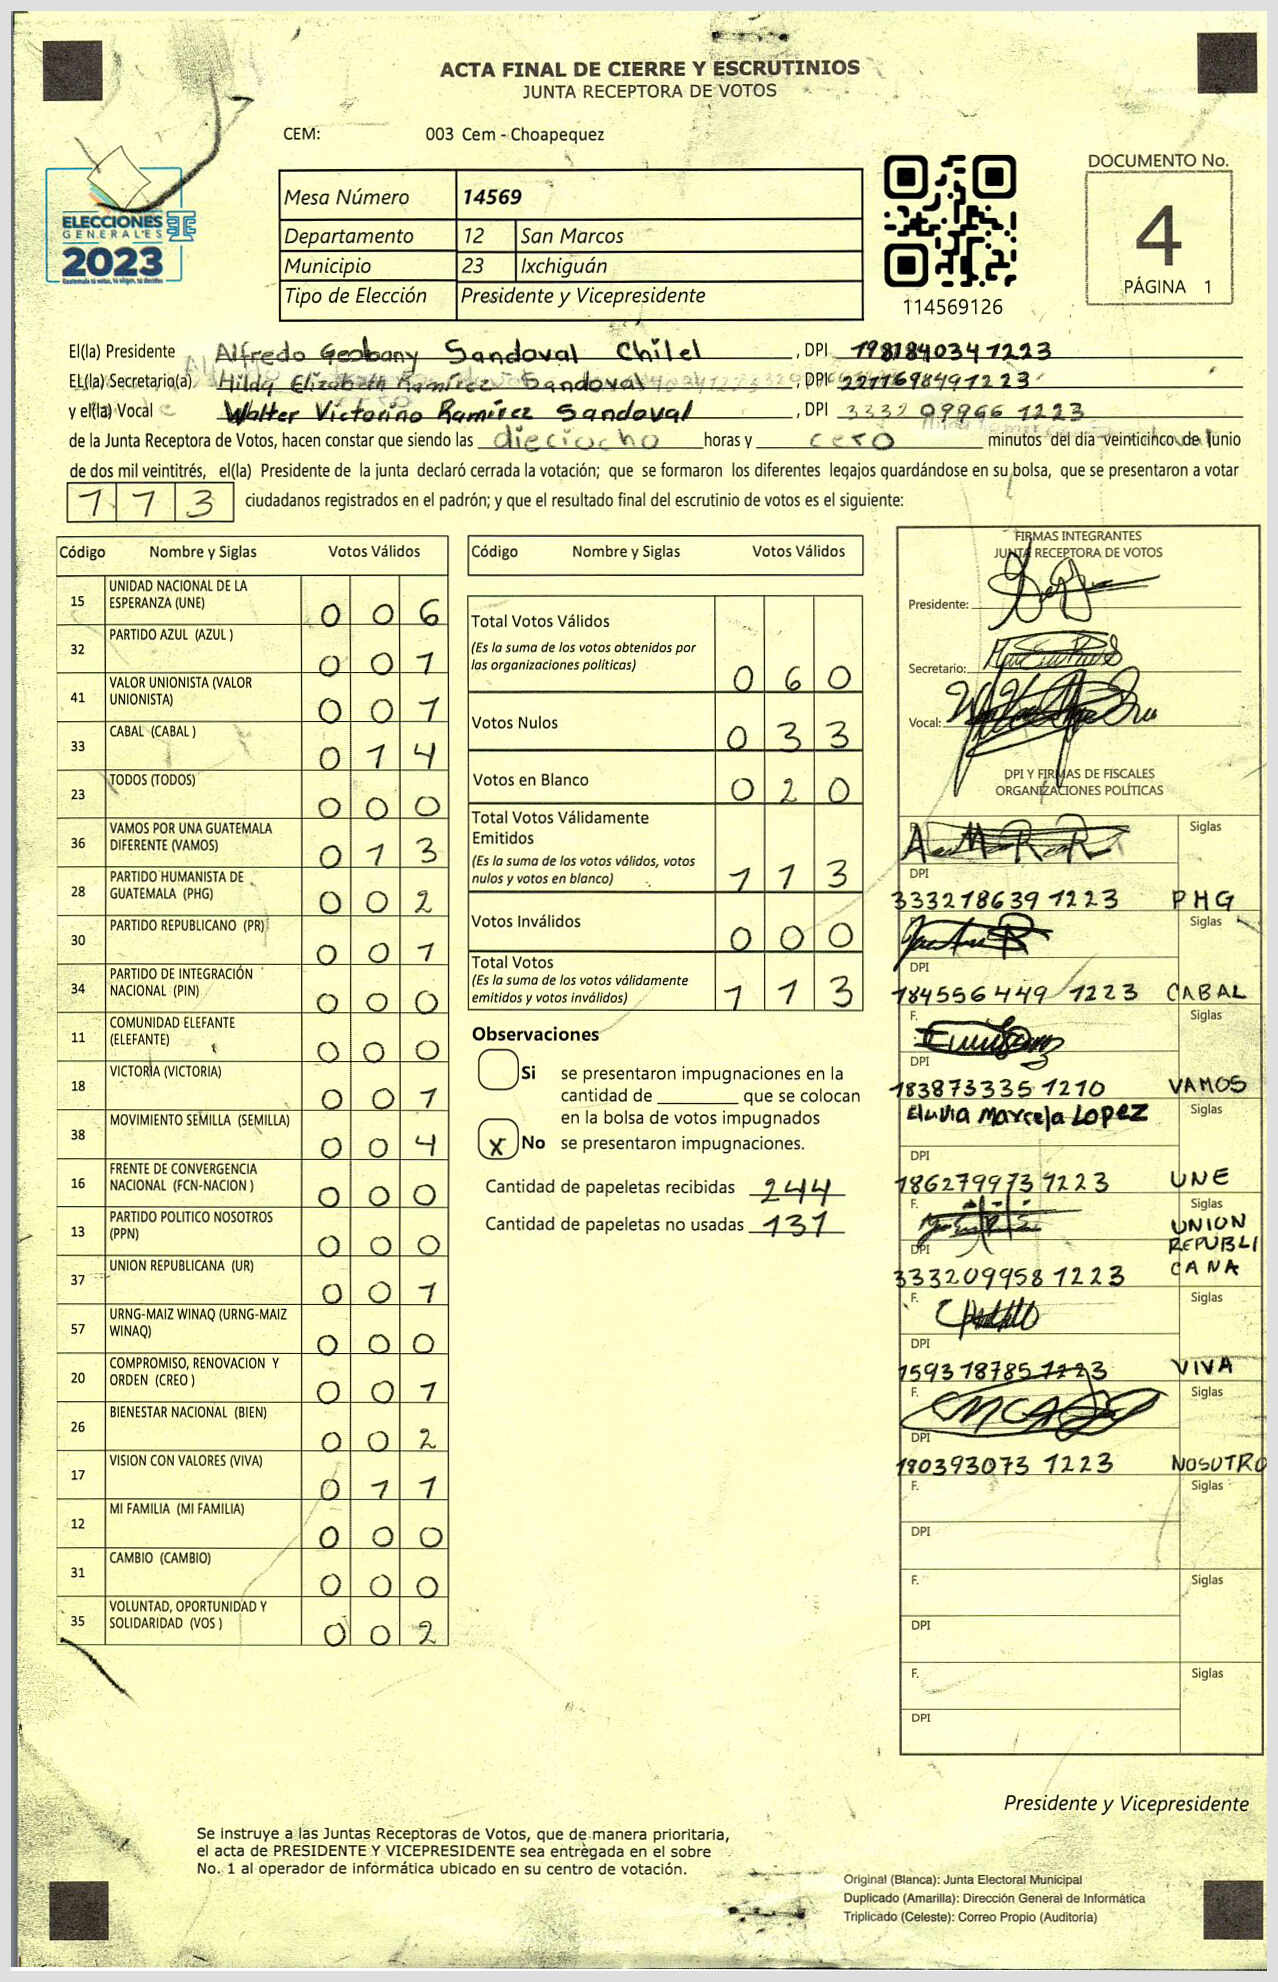 ACTA FINAL DE CIERRE Y ESCRUTINIOS
JUNTA RECEPTORA DE VOTOS
CEM: 003 Cem - Choapequez
ELECCIONES
GENERALES
2023
Mesa Número 14569
Departamento 12 San Marcos
Municipio 23 Ixchiguán
Tipo de Elección Presidente y Vicepresidente
114569126
DOCUMENTO No.
4
PÁGINA 1
El(la) Presidente Alfredo Geobany Sandoval Chilel, DPI 198184034 1223
EL(la) Secretario(a) Hilda Elizabeth Ramírez Sandoval, DPI 221769849 1223
y el(la) Vocal Walter Victorino Ramírez Sandoval, DPI 3332 09966 1223
de la Junta Receptora de Votos, hacen constar que siendo las dieciocho horas y cero minutos del día veinticinco de Junio
de dos mil veintitrés, el(la) Presidente de la junta declaró cerrada la votación; que se formaron los diferentes legajos quardándose en su bolsa, que se presentaron a votar
113 ciudadanos registrados en el padrón; y que el resultado final del escrutinio de votos es el siguiente:
Código Nombre y Siglas Votos Válidos
15 UNIDAD NACIONAL DE LA ESPERANZA (UNE) 0 0 6
32 PARTIDO AZUL (AZUL ) 0 0 1
41 VALOR UNIONISTA (VALOR UNIONISTA) 0 0 1
33 CABAL (CABAL ) 0 1 4
23 TODOS (TODOS) 0 0 0
36 VAMOS POR UNA GUATEMALA DIFERENTE (VAMOS) 0 1 3
28 PARTIDO HUMANISTA DE GUATEMALA (PHG) 0 0 2
30 PARTIDO REPUBLICANO (PR) 0 0 1
34 PARTIDO DE INTEGRACIÓN NACIONAL (PIN) 0 0 0
11 COMUNIDAD ELEFANTE (ELEFANTE) 0 0 0
18 VICTORIA (VICTORIA) 0 0 1
38 MOVIMIENTO SEMILLA (SEMILLA) 0 0 4
16 FRENTE DE CONVERGENCIA NACIONAL (FCN-NACION ) 0 0 0
13 PARTIDO POLITICO NOSOTROS (PPN) 0 0 0
37 UNION REPUBLICANA (UR) 0 0 1
57 URNG-MAIZ WINAQ (URNG-MAIZ WINAQ) 0 0 0
20 COMPROMISO, RENOVACION Y ORDEN (CREO ) 0 0 1
26 BIENESTAR NACIONAL (BIEN) 0 0 2
17 VISION CON VALORES (VIVA) 0 1 1
12 MI FAMILIA (MI FAMILIA) 0 0 0
31 CAMBIO (CAMBIO) 0 0 0
35 VOLUNTAD, OPORTUNIDAD Y SOLIDARIDAD (VOS ) 0 0 2
Código Nombre y Siglas Votos Válidos
Total Votos Válidos
(Es la suma de los votos obtenidos por
las organizaciones politicas) 0 6 0
Votos Nulos 0 3 3
Votos en Blanco 0 2 0
Total Votos Válidamente
Emitidos
(Es la suma de los votos válidos, votos
nulos y votos en blanco) 1 1 3
Votos Inválidos 0 0 0
Total Votos
(Es la suma de los votos válidamente
emitidos y votos inválidos) 1 1 3
Observaciones
Si se presentaron impugnaciones en la
cantidad de ________ que se colocan
en la bolsa de votos impugnados
x No se presentaron impugnaciones.
Cantidad de papeletas recibidas 244
Cantidad de papeletas no usadas 131
FIRMAS INTEGRANTES
JUNTA RECEPTORA DE VOTOS
Presidente:
Secretario:
Vocal:
DPI Y FIRMAS DE FISCALES
ORGANIZACIONES POLÍTICAS
Siglas
DPI
333218639 1223 PHG
Siglas
DPI
184556449 1223 CABAL
F. Siglas
DPI
183873335 1210 VAMOS
Eluvia Marcela Lopez Siglas
DPI
186279973 1223 UNE
F. Siglas
DPI
333209958 1223 UNION REPUBLI CANA
F. Siglas
DPI
159318785 1223 VIVA
F. Siglas
DPI
180393073 1223 NOSUTRO
F. Siglas
DPI
F. Siglas
DPI
F. Siglas
DPI
Presidente y Vicepresidente
Se instruye a las Juntas Receptoras de Votos, que de manera prioritaria,
el acta de PRESIDENTE Y VICEPRESIDENTE sea entregada en el sobre
No. 1 al operador de informática ubicado en su centro de votación.
Original (Blanca): Junta Electoral Municipal
Duplicado (Amarilla): Dirección General de Informática
Triplicado (Celeste): Correo Propio (Auditoría)